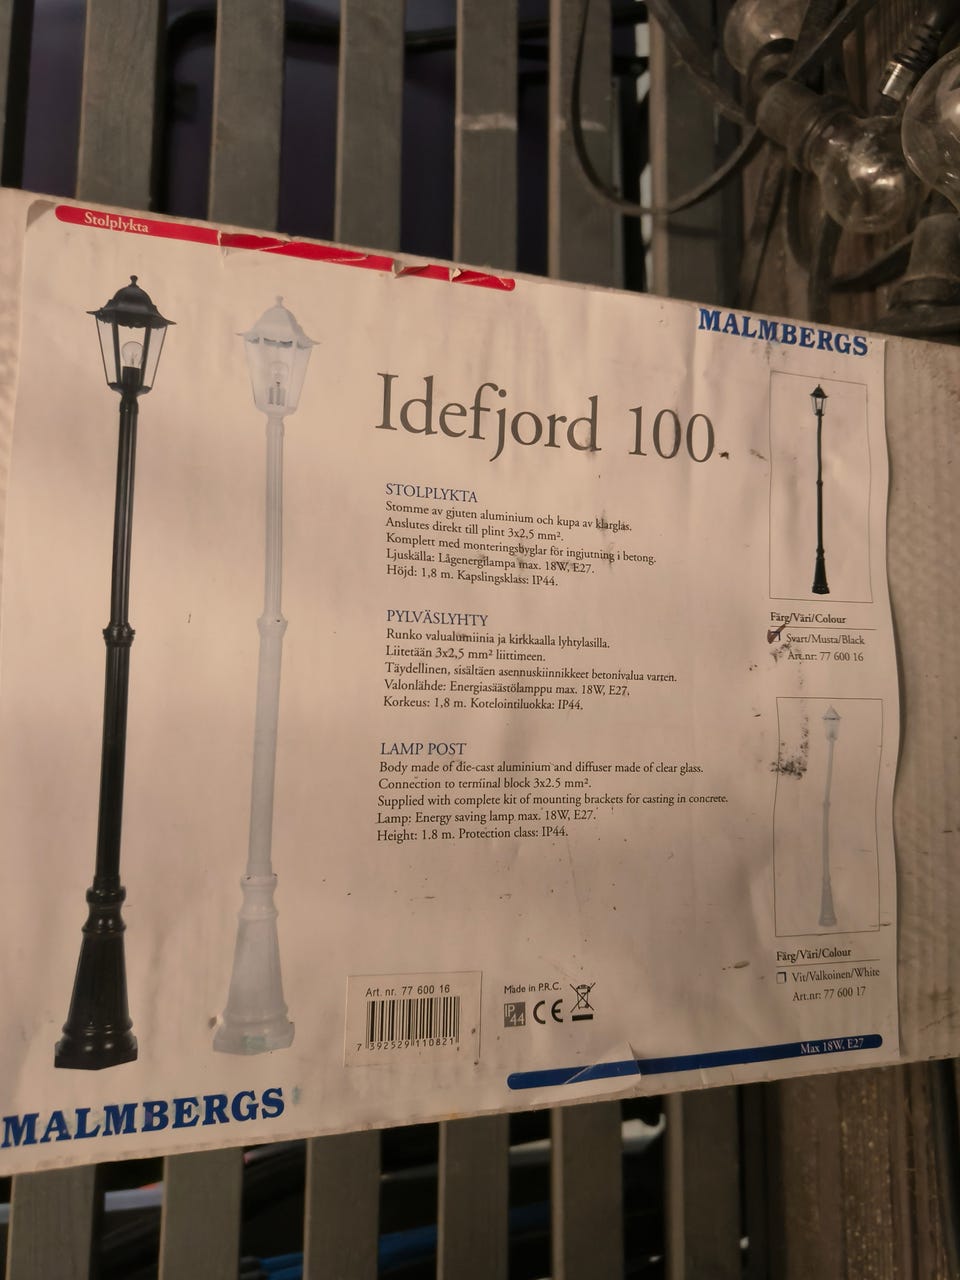 Stolplykta
MALMBERGS
Idefjord 100.
STOLPLYKTA
Stomme av gjuten aluminium och kupa av klarglas.
Anslutes direkt till plint 3x2,5 mm².
Komplett med monteringsbyglar för ingjutning i betong.
Ljuskälla: Lågenergilampa max. 18W, E27.
Höjd: 1,8 m. Kapslingsklass: IP44.
PYLVÄSLYHTY
Runko valualumiinia ja kirkkaalla lyhtylasilla.
Liitetään 3x2,5 mm² liittimeen.
Täydellinen, sisältäen asennuskiinnikkeet betonivalua varten.
Valonlähde: Energiasäästölamppu max. 18W, E27,
Korkeus: 1,8 m. Kotelointiluokka: IP44.
LAMP POST
Body made of die-cast aluminium and diffuser made of clear glass.
Connection to terminal block 3x2.5 mm².
Supplied with complete kit of mounting brackets for casting in concrete.
Lamp: Energy saving lamp max. 18W, E27.
Height: 1.8 m. Protection class: IP44.
Färg/Väri/Colour
Svart/Musta/Black
Art.nr: 77 600 16
Färg/Väri/Colour
Vit/Valkoinen/White
Art.nr: 77 600 17
Art. nr. 77 600 16
7 392529 110821
Made in P.R.C.
IP
44
CE
Max 18W, E27
MALMBERGS